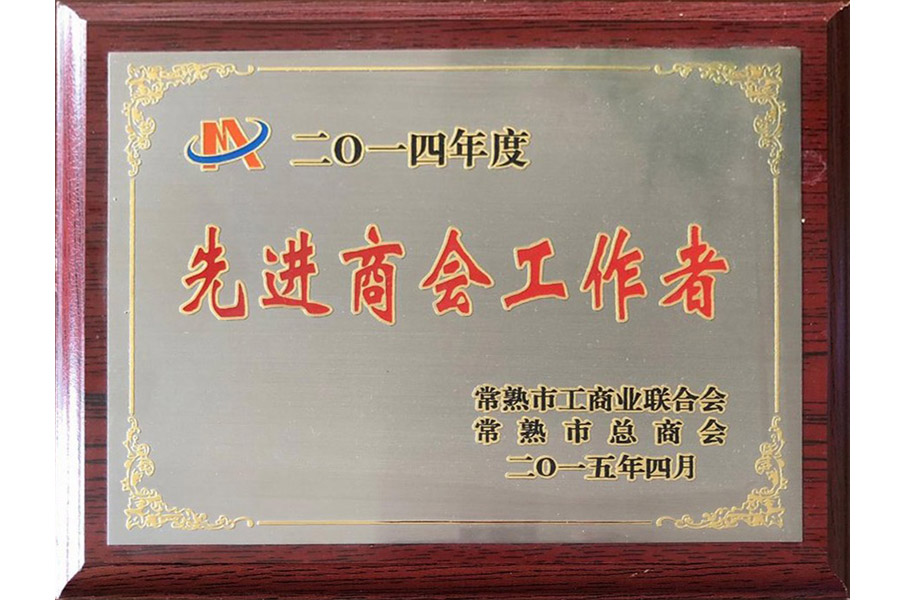 二〇一四年度
先进商会工作者
常熟市工商业联合会
常熟市总商会
二〇一五年四月